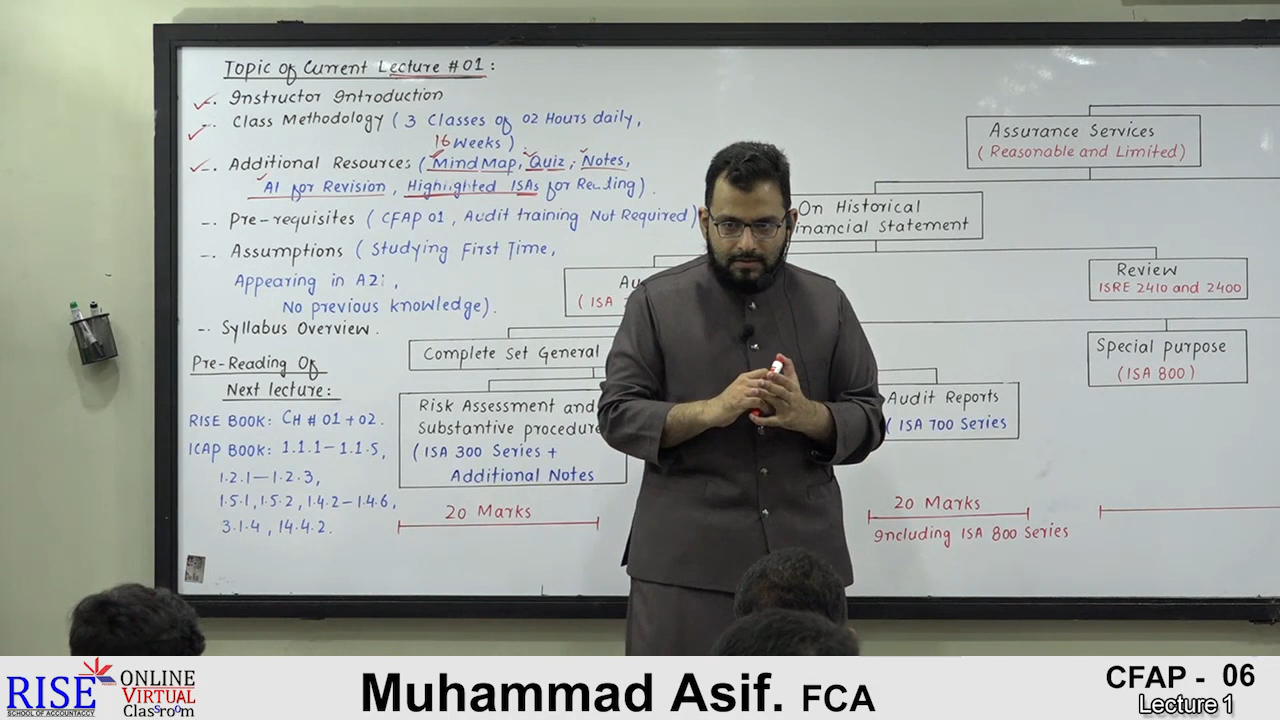 Topic of Current Lecture #01:
-. Instructor Introduction
-. Class Methodology ( 3 Classes of 02 Hours daily,
16 Weeks ).
-. Additional Resources ( Mind Map, Quiz, Notes,
AI for Revision, Highlighted ISAs for ).
-. Pre-requisites ( CFAP 01, Audit training Not Required )
-. Assumptions ( Studying First Time,
Appearing in
No previous knowledge).
-. Syllabus Overview.
Pre-Reading Of
Next lecture:
RISE BOOK: CH # 01 + 02.
ICAP BOOK: 1.1.1 — 1.1.5,
1.2.1 — 1.2.3,
1.5.1, 1.5.2, 1.4.2 — 1.4.6,
3.1.4, 14.4.2.
Assurance Services
( Reasonable and Limited)
On Historical
Financial Statement
( ISA
Review
ISRE 2410 and 2400
Complete Set General
Special purpose
(ISA 800)
Risk Assessment and
Substantive procedure
( ISA 300 Series +
Additional Notes
Audit Reports
( ISA 700 Series
20 Marks
20 Marks
Including ISA 800 Series
RISE
SCHOOL OF ACCOUNTACY
ONLINE
VIRTUAL
Classroom
Muhammad Asif. FCA
CFAP - 06
Lecture 1